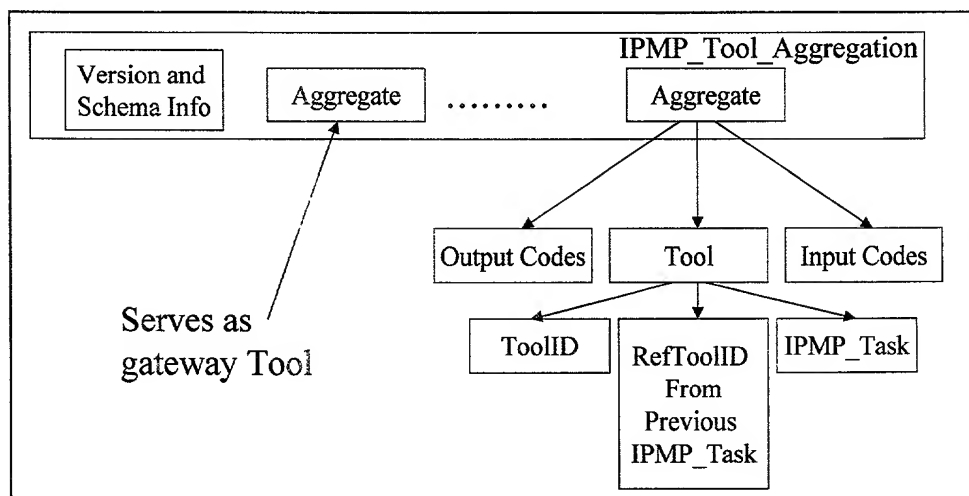 IPMP_Tool_Aggregation
Version and
Schema Info
Aggregate
.........
Aggregate
Output Codes
Tool
Input Codes
Serves as
gateway Tool
ToolID
RefToolID
From
Previous
IPMP_Task
IPMP_Task